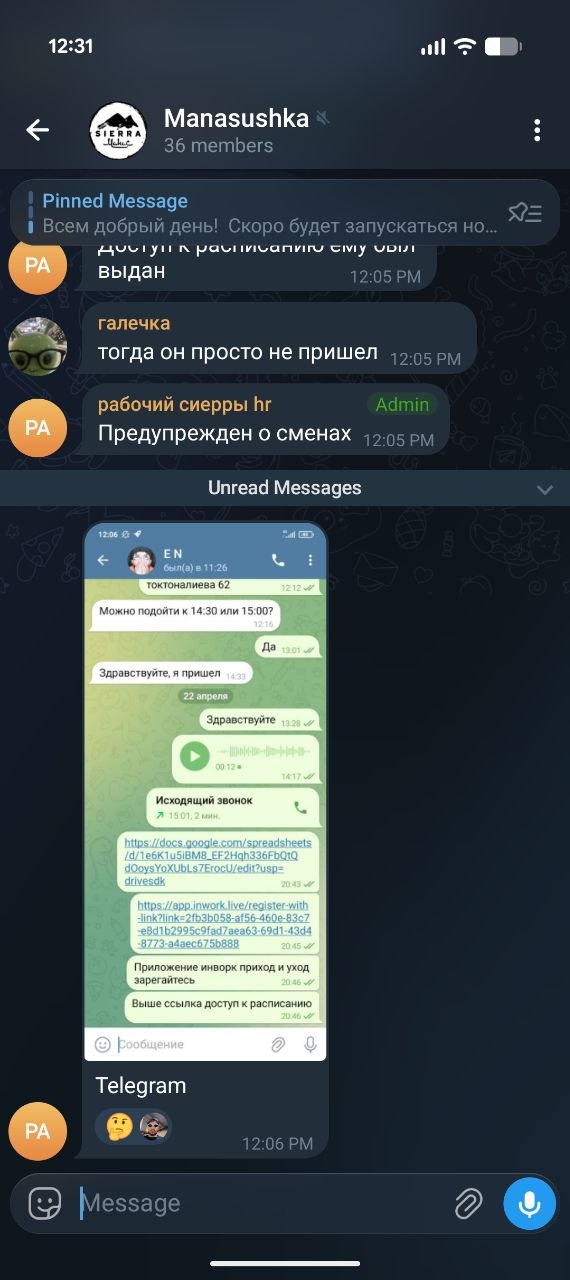 12:31
SIERRA
Manasushka
36 members
Pinned Message
Всем добрый день! Скоро будет запускаться но...
PA
Доступ к расписанию ему был
выдан
12:05 PM
галечка
тогда он просто не пришел
12:05 PM
PA
рабочий сиерры hr
Admin
Предупрежден о сменах
12:05 PM
Unread Messages
12:06
E N
был(а) в 11:26
токтоналиева 62
12:12
Можно подойти к 14:30 или 15:00?
12:16
Да
13:01
Здравствуйте, я пришел
14:33
22 апреля
Здравствуйте
13:28
00:12
14:17
Исходящий звонок
15:01, 2 мин.
https://docs.google.com/spreadsheets
/d/1e6K1u5iBM8_EF2Hqh336FbQtQ
dOoysYoXUbLs7ErocU/edit?usp=
drivesdk
20:43
https://app.inwork.live/register-with
-link?link=2fb3b058-af56-460e-83c7
-e8d1b2995c9fad7aea63-69d1-43d4
-8773-a4aec675b888
20:45
Приложение инворк приход и уход
зарегайтесь
20:46
Выше ссылка доступ к расписанию
20:46
Сообщение
Telegram
PA
12:06 PM
Message